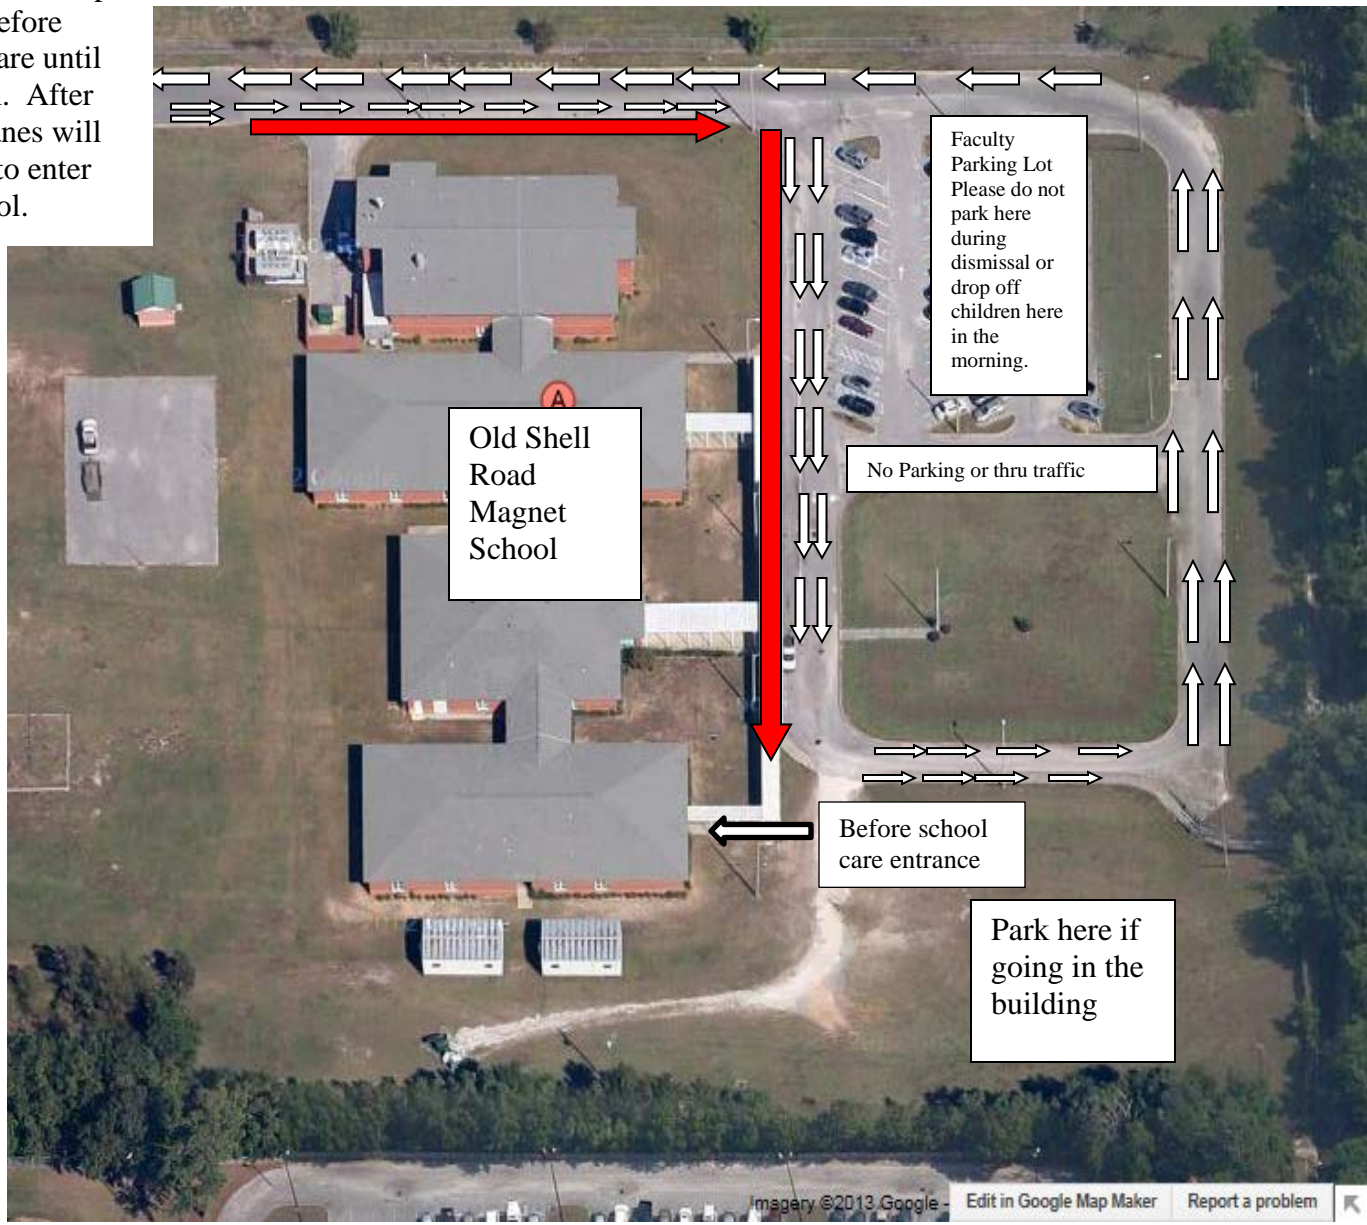 efore
are until
After
nes will
to enter
ol.
Faculty
Parking Lot
Please do not
park here
during
dismissal or
drop off
children here
in the
morning.
A
Old Shell
Road
Magnet
School
No Parking or thru traffic
Before school
care entrance
Park here if
going in the
building
Imagery ©2013 Google -
Edit in Google Map Maker
Report a problem